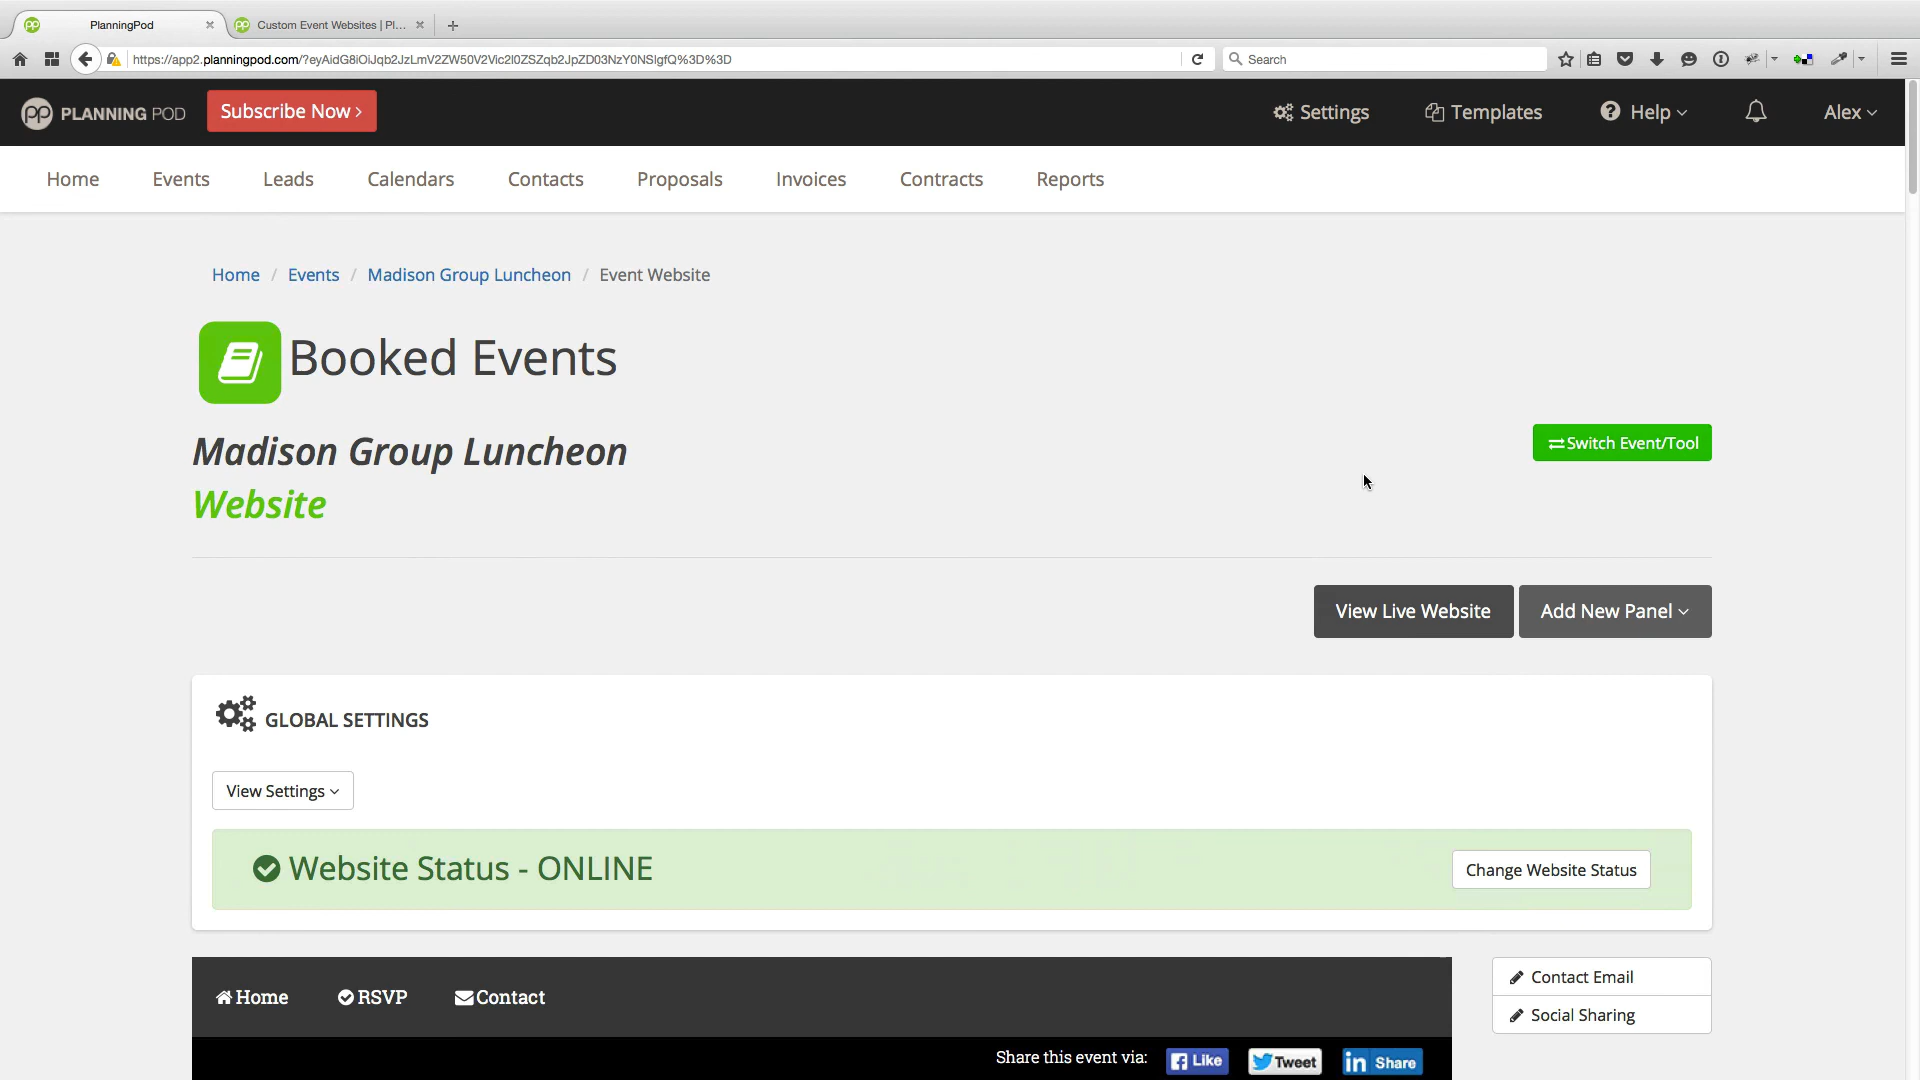 PlanningPod
Custom Event Websites | Pl...
https://app2.planningpod.com/?eyAidG8iOiJqb2JzLmV2ZW50V2Vic2l0ZSZqb2JpZD03NzY0NSIgfQ%3D%3D
Search
PLANNING POD
Subscribe Now
Settings
Templates
Help
Alex
Home
Events
Leads
Calendars
Contacts
Proposals
Invoices
Contracts
Reports
Home / Events / Madison Group Luncheon / Event Website
Booked Events
Madison Group Luncheon
Switch Event/Tool
Website
View Live Website
Add New Panel
GLOBAL SETTINGS
View Settings
Website Status - ONLINE
Change Website Status
Home
RSVP
Contact
Contact Email
Social Sharing
Share this event via:
Like
Tweet
in Share